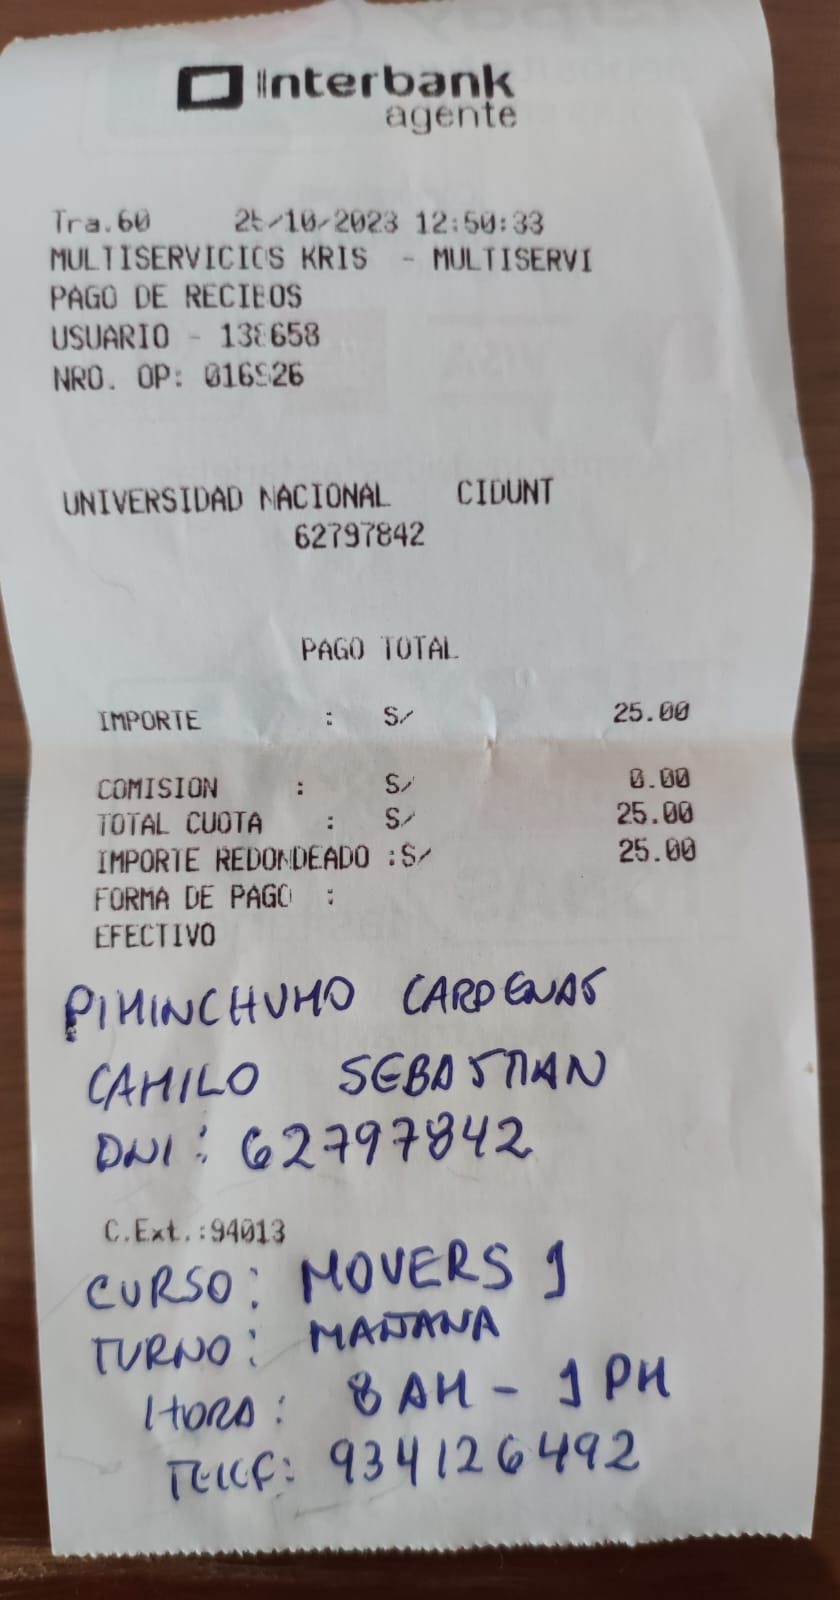 Interbank
agente
Tra.60 25/10/2023 12:50:33
MULTISERVICIOS KRIS - MULTISERVI
PAGO DE RECIBOS
USUARIO - 138658
NRO. OP: 016926
UNIVERSIDAD NACIONAL CIDUNT
62797842
PAGO TOTAL
IMPORTE : S/ 25.00
COMISION : S/ 0.00
TOTAL CUOTA : S/ 25.00
IMPORTE REDONDEADO :S/ 25.00
FORMA DE PAGO :
EFECTIVO
PIMINCHUMO CARDENAS
CAMILO SEBASTIAN
DNI: 62797842
C.Ext.:94013
CURSO: MOVERS 1
TURNO: MAÑANA
HORA: 8 AM - 1 PM
TELEF: 934126492